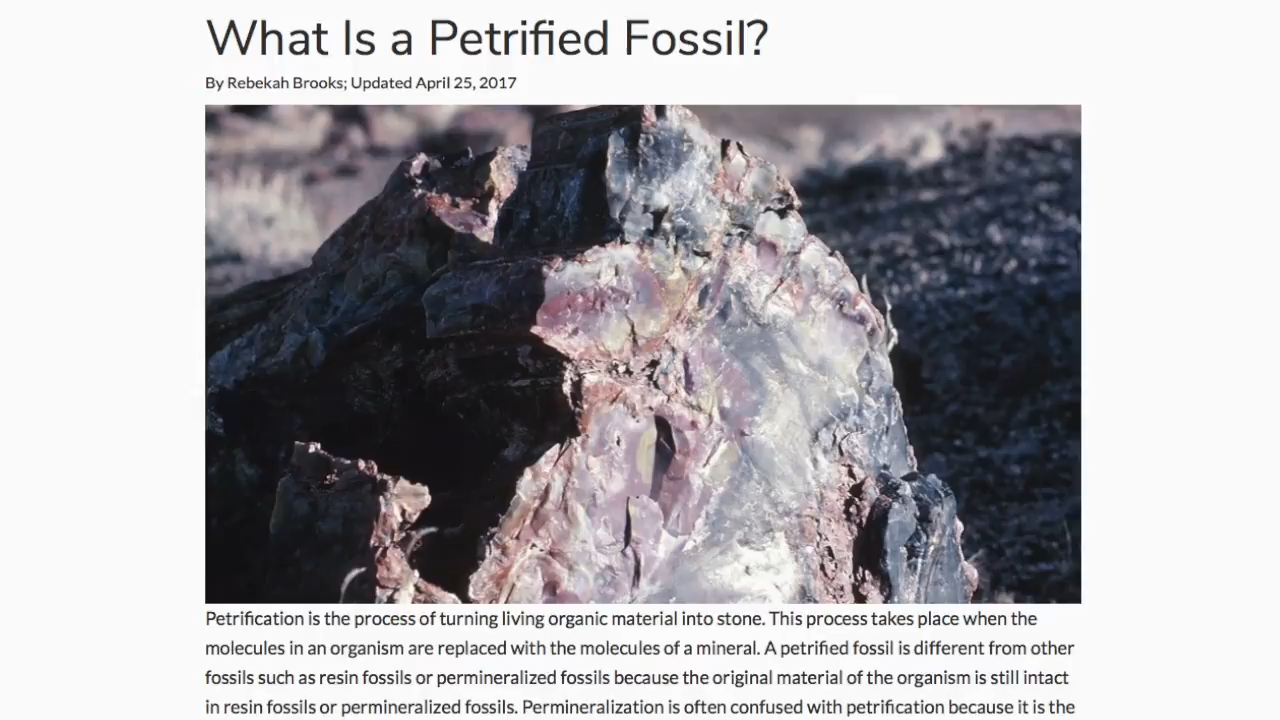 What Is a Petrified Fossil?
By Rebekah Brooks; Updated April 25, 2017
Petrification is the process of turning living organic material into stone. This process takes place when the
molecules in an organism are replaced with the molecules of a mineral. A petrified fossil is different from other
fossils such as resin fossils or permineralized fossils because the original material of the organism is still intact
in resin fossils or permineralized fossils. Permineralization is often confused with petrification because it is the